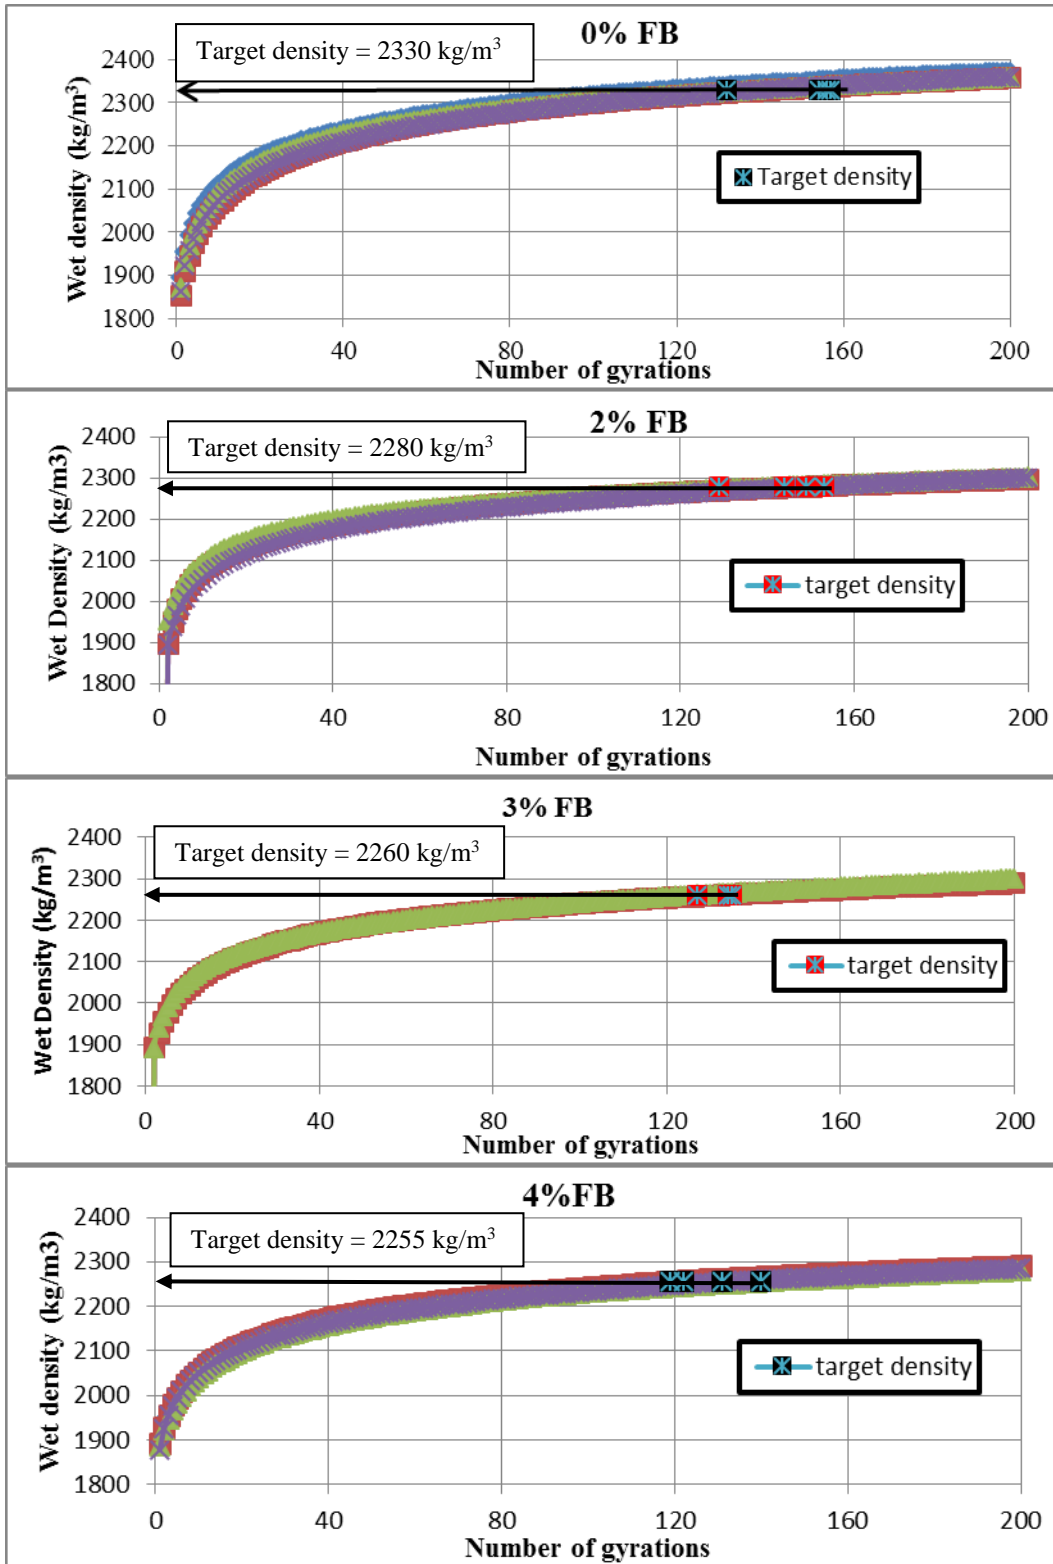 0% FB
Target density = 2330 kg/m³
Wet density (kg/m³)
2400
2300
2200
2100
2000
1900
1800
Target density
0 40 80 120 160 200
Number of gyrations
2% FB
Target density = 2280 kg/m³
Wet Density (kg/m3)
2400
2300
2200
2100
2000
1900
1800
target density
0 40 80 120 160 200
Number of gyrations
3% FB
Target density = 2260 kg/m³
Wet Density (kg/m³)
2400
2300
2200
2100
2000
1900
1800
target density
0 40 80 120 160 200
Number of gyrations
4%FB
Target density = 2255 kg/m³
Wet density (kg/m3)
2400
2300
2200
2100
2000
1900
1800
target density
0 40 80 120 160 200
Number of gyrations